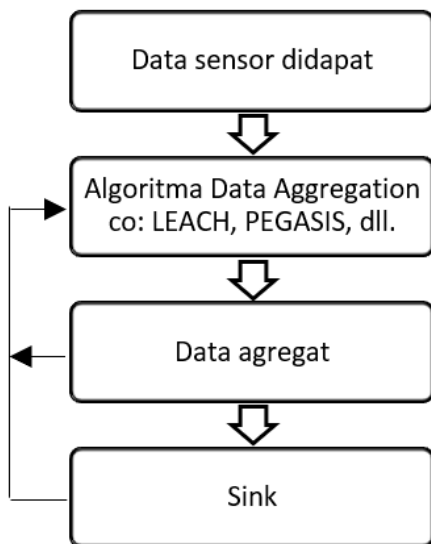 Data sensor didapat
Algoritma Data Aggregation
co: LEACH, PEGASIS, dll.
Data agregat
Sink